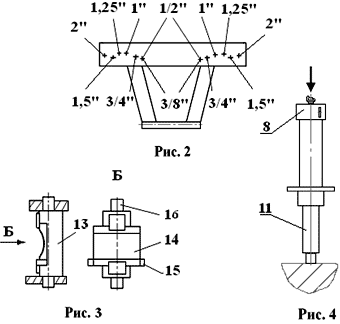 1,25" 1" 1/2" 1" 1,25"
2" 2"
1,5" 3/4" 3/8" 3/4" 1,5"
Рис. 2
8
Б
16
Б 13 14
15
11
Рис. 3
Рис. 4